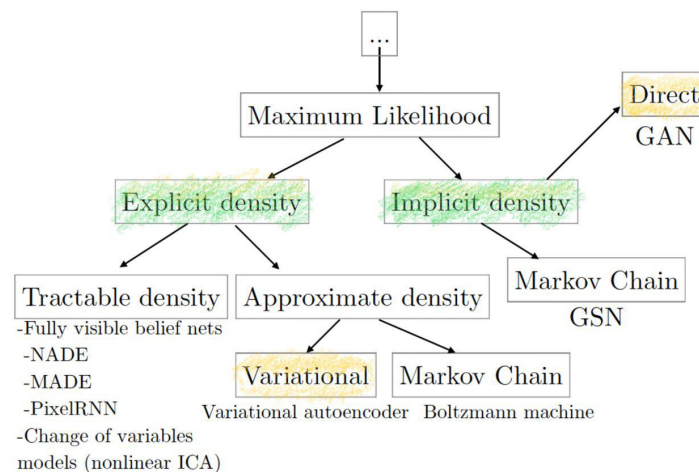 ...
Maximum Likelihood
Direct
GAN
Explicit density
Implicit density
Tractable density
-Fully visible belief nets
-NADE
-MADE
-PixelRNN
-Change of variables
models (nonlinear ICA)
Approximate density
Variational
Variational autoencoder
Markov Chain
Boltzmann machine
Markov Chain
GSN